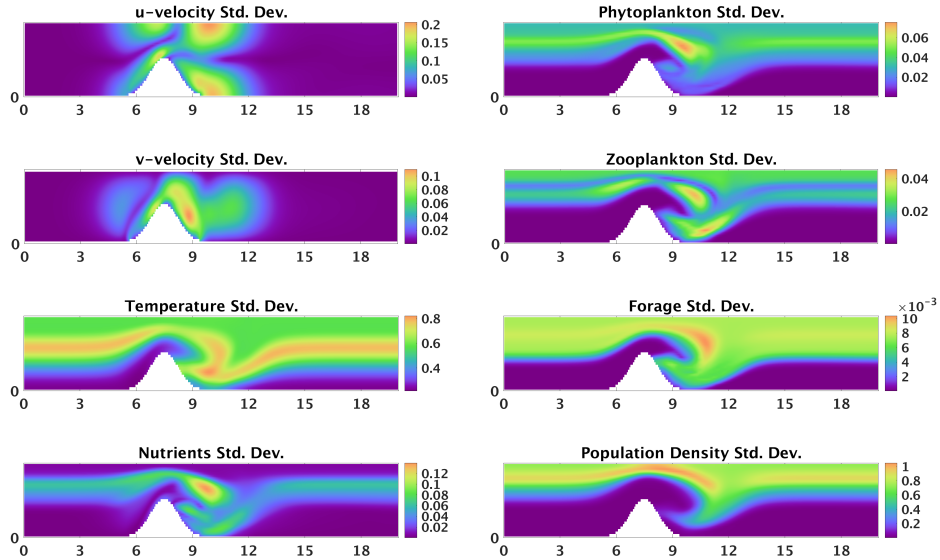 u-velocity Std. Dev.
0.2
0.15
0.1
0.05
0
0 3 6 9 12 15 18
Phytoplankton Std. Dev.
0.06
0.04
0.02
0
0 3 6 9 12 15 18
v-velocity Std. Dev.
0.1
0.08
0.06
0.04
0.02
0
0 3 6 9 12 15 18
Zooplankton Std. Dev.
0.04
0.02
0
0 3 6 9 12 15 18
Temperature Std. Dev.
0.8
0.6
0.4
0
0 3 6 9 12 15 18
Forage Std. Dev.
×10⁻³
10
8
6
4
2
0
0 3 6 9 12 15 18
Nutrients Std. Dev.
0.12
0.1
0.08
0.06
0.04
0.02
0
0 3 6 9 12 15 18
Population Density Std. Dev.
1
0.8
0.6
0.4
0.2
0
0 3 6 9 12 15 18